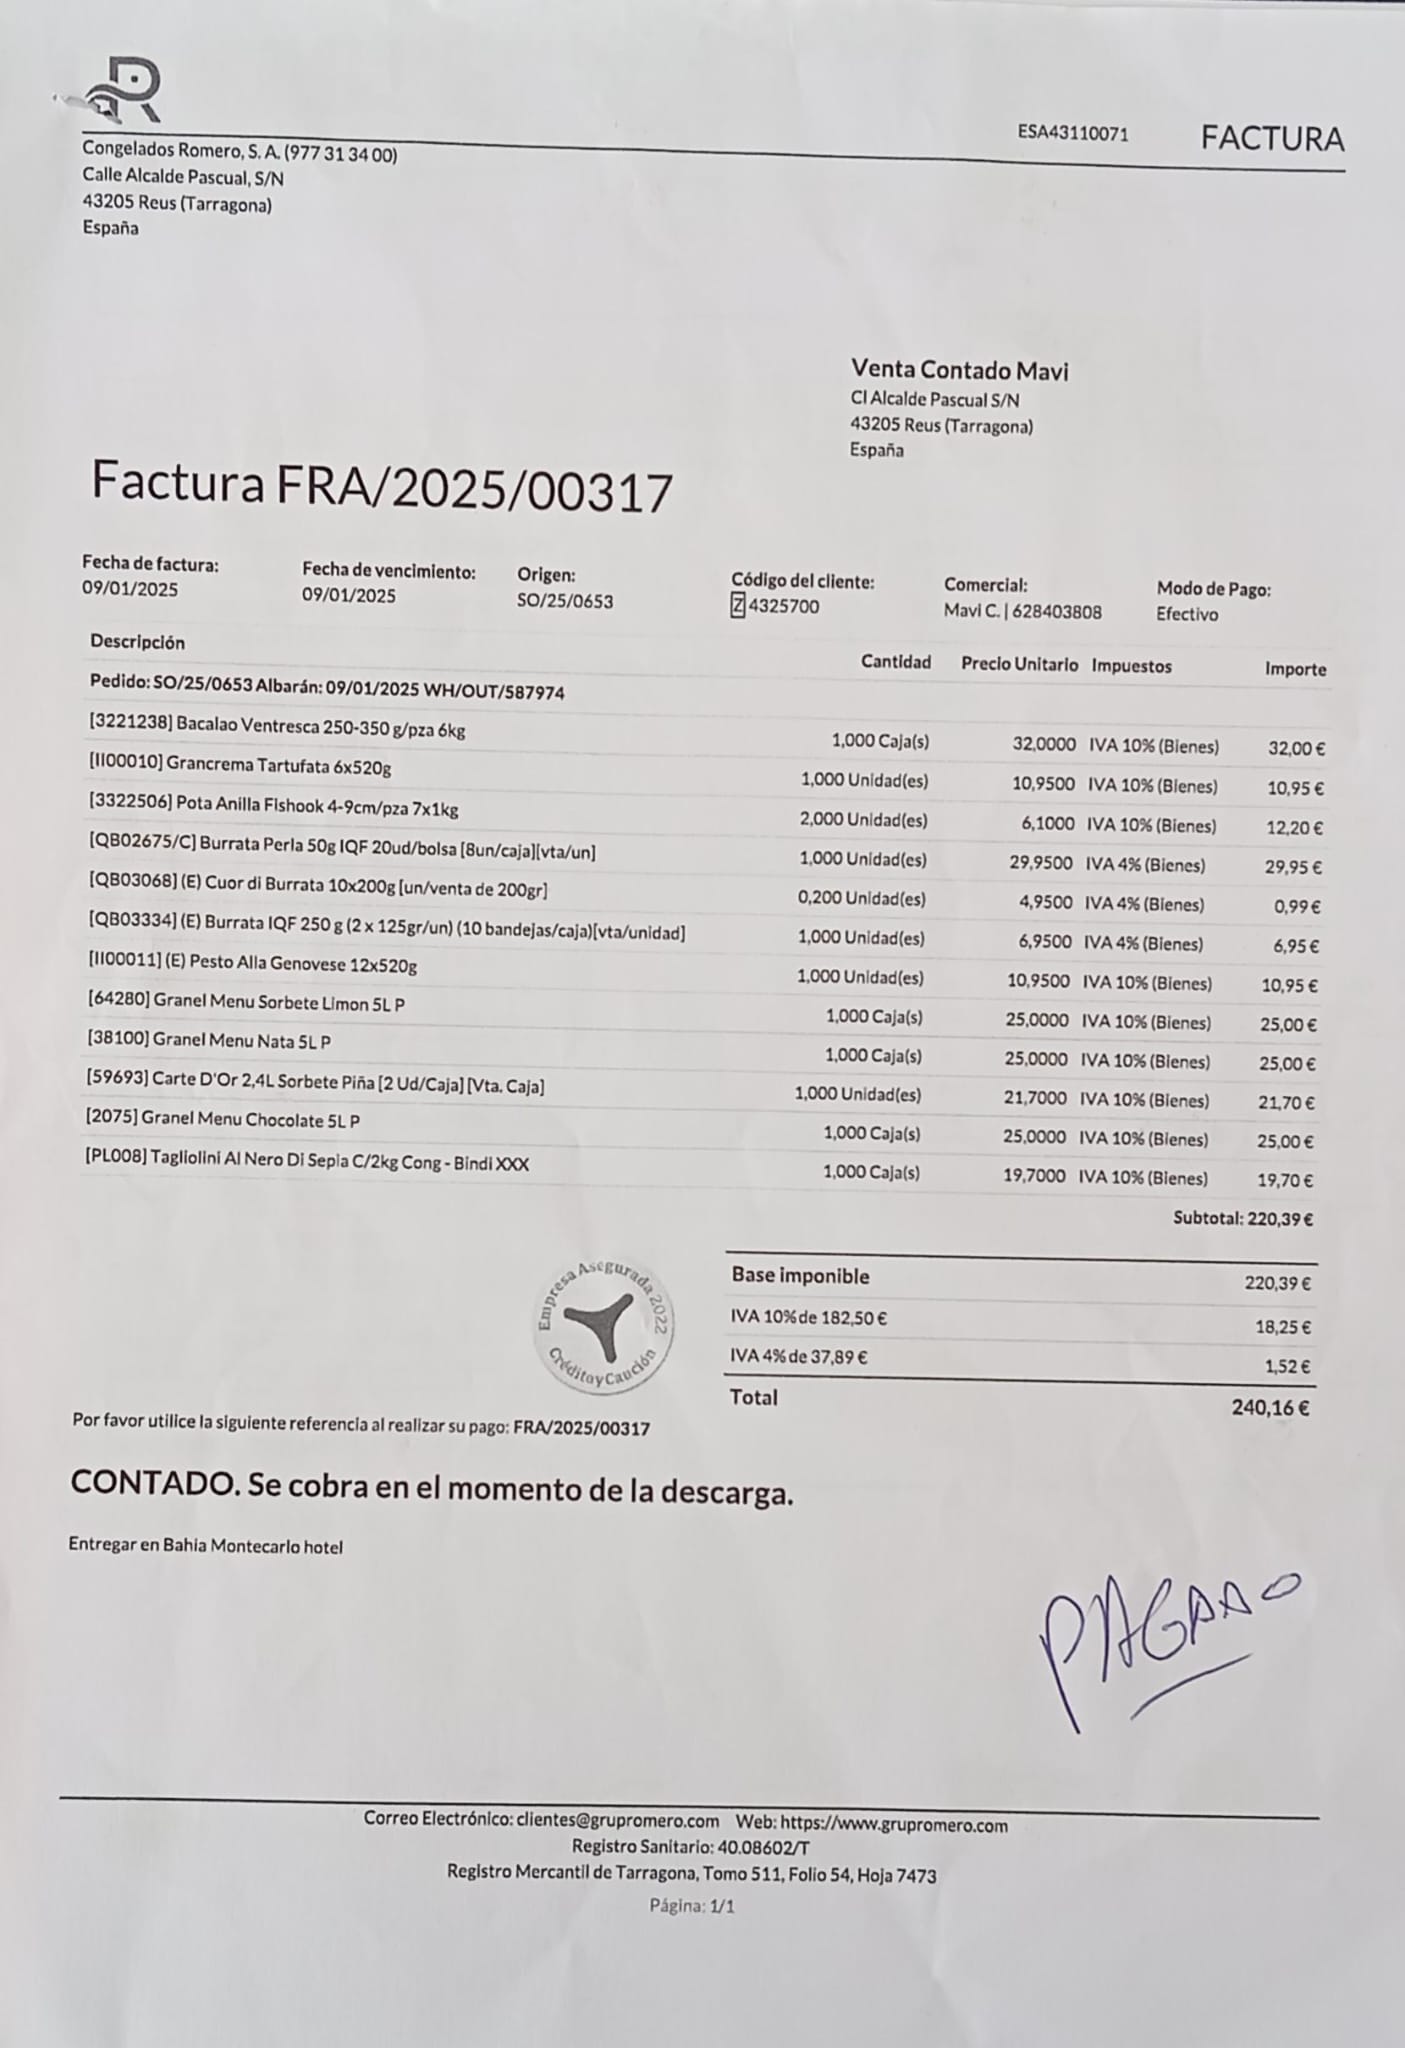 R
ESA43110071 FACTURA
Congelados Romero, S. A. (977 31 34 00)
Calle Alcalde Pascual, S/N
43205 Reus (Tarragona)
España
Venta Contado Mavi
Cl Alcalde Pascual S/N
43205 Reus (Tarragona)
España
Factura FRA/2025/00317
Fecha de factura: Fecha de vencimiento: Origen: Código del cliente: Comercial: Modo de Pago:
09/01/2025 09/01/2025 SO/25/0653 Z 4325700 Mavi C. | 628403808 Efectivo
Descripción Cantidad Precio Unitario Impuestos Importe
Pedido: SO/25/0653 Albarán: 09/01/2025 WH/OUT/587974
[3221238] Bacalao Ventresca 250-350 g/pza 6kg 1,000 Caja(s) 32,0000 IVA 10% (Bienes) 32,00 €
[II00010] Grancrema Tartufata 6x520g 1,000 Unidad(es) 10,9500 IVA 10% (Bienes) 10,95 €
[3322506] Pota Anilla Fishook 4-9cm/pza 7x1kg 2,000 Unidad(es) 6,1000 IVA 10% (Bienes) 12,20 €
[QB02675/C] Burrata Perla 50g IQF 20ud/bolsa [8un/caja][vta/un] 1,000 Unidad(es) 29,9500 IVA 4% (Bienes) 29,95 €
[QB03068] (E) Cuor di Burrata 10x200g [un/venta de 200gr] 0,200 Unidad(es) 4,9500 IVA 4% (Bienes) 0,99 €
[QB03334] (E) Burrata IQF 250 g (2 x 125gr/un) (10 bandejas/caja)[vta/unidad] 1,000 Unidad(es) 6,9500 IVA 4% (Bienes) 6,95 €
[II00011] (E) Pesto Alla Genovese 12x520g 1,000 Unidad(es) 10,9500 IVA 10% (Bienes) 10,95 €
[64280] Granel Menu Sorbete Limon 5L P 1,000 Caja(s) 25,0000 IVA 10% (Bienes) 25,00 €
[38100] Granel Menu Nata 5L P 1,000 Caja(s) 25,0000 IVA 10% (Bienes) 25,00 €
[59693] Carte D'Or 2,4L Sorbete Piña [2 Ud/Caja] [Vta. Caja] 1,000 Unidad(es) 21,7000 IVA 10% (Bienes) 21,70 €
[2075] Granel Menu Chocolate 5L P 1,000 Caja(s) 25,0000 IVA 10% (Bienes) 25,00 €
[PL008] Tagliolini Al Nero Di Sepia C/2kg Cong - Bindi XXX 1,000 Caja(s) 19,7000 IVA 10% (Bienes) 19,70 €
Subtotal: 220,39 €
Empresa Asegurada 2022
Crédito y Caución
Base imponible 220,39 €
IVA 10% de 182,50 € 18,25 €
IVA 4% de 37,89 € 1,52 €
Total 240,16 €
Por favor utilice la siguiente referencia al realizar su pago: FRA/2025/00317
CONTADO. Se cobra en el momento de la descarga.
Entregar en Bahia Montecarlo hotel
PAGADO
Correo Electrónico: clientes@grupromero.com Web: https://www.grupromero.com
Registro Sanitario: 40.08602/T
Registro Mercantil de Tarragona, Tomo 511, Folio 54, Hoja 7473
Página: 1/1